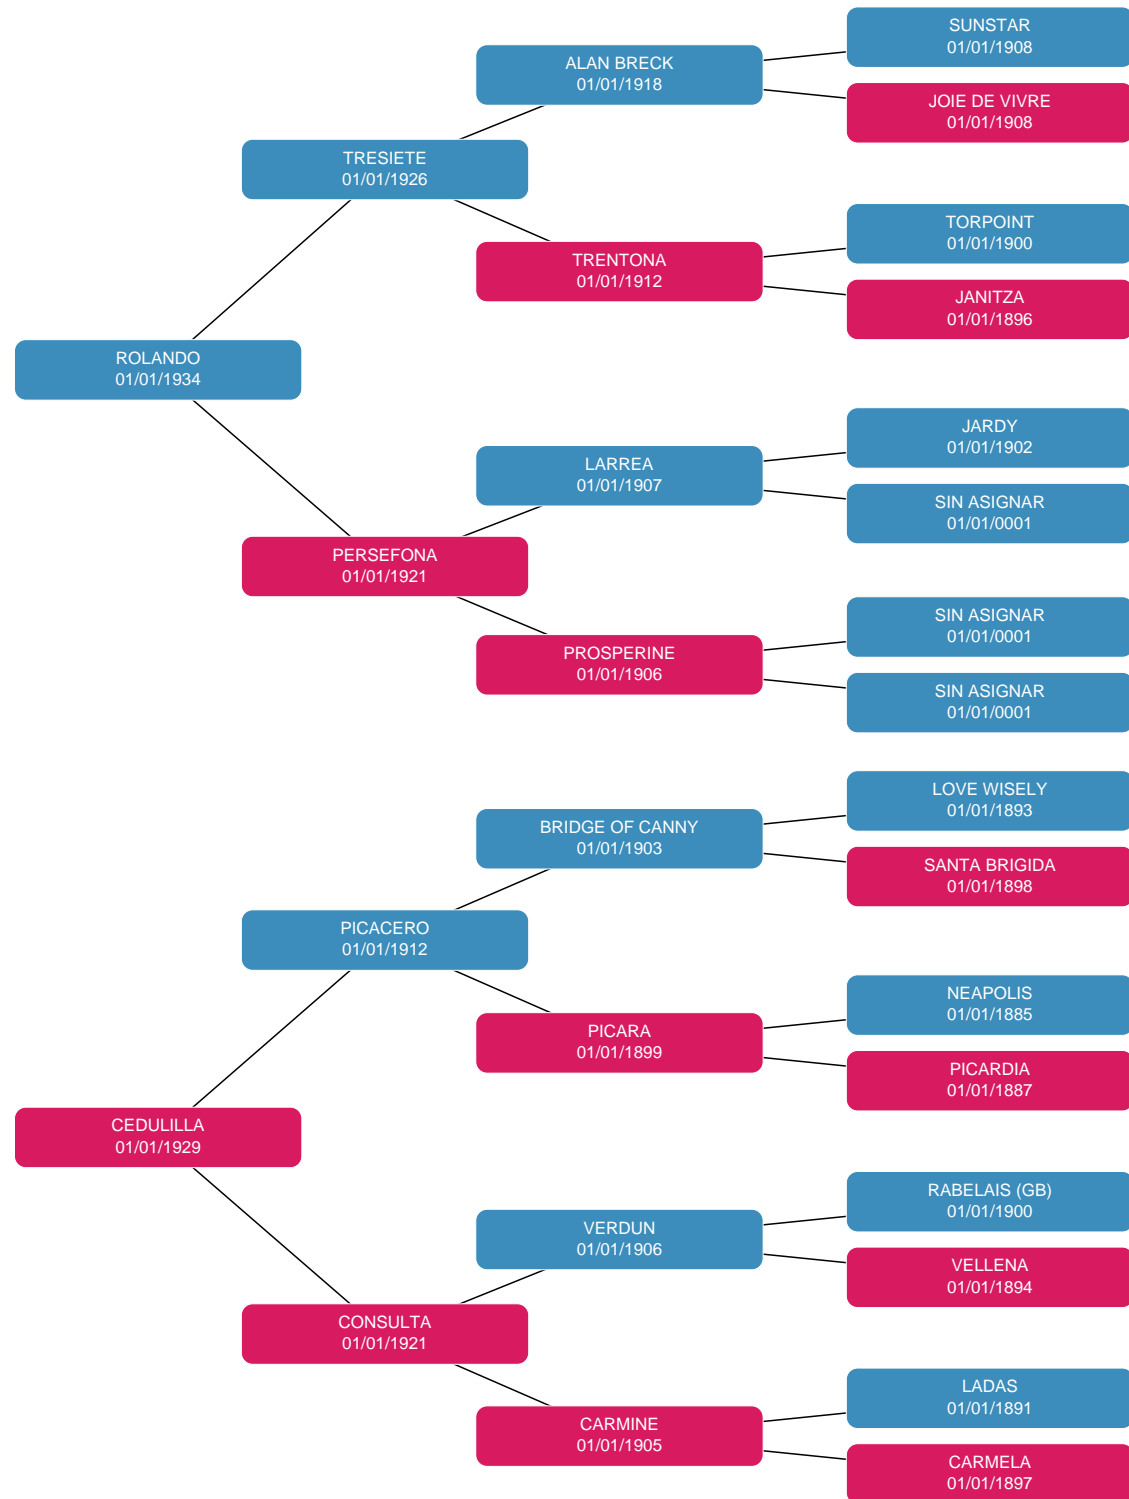 SUNSTAR
01/01/1908
ALAN BRECK
01/01/1918
JOIE DE VIVRE
01/01/1908
TRESIETE
01/01/1926
TORPOINT
01/01/1900
TRENTONA
01/01/1912
JANITZA
01/01/1896
ROLANDO
01/01/1934
JARDY
01/01/1902
LARREA
01/01/1907
SIN ASIGNAR
01/01/0001
PERSEFONA
01/01/1921
SIN ASIGNAR
01/01/0001
PROSPERINE
01/01/1906
SIN ASIGNAR
01/01/0001
LOVE WISELY
01/01/1893
BRIDGE OF CANNY
01/01/1903
SANTA BRIGIDA
01/01/1898
PICACERO
01/01/1912
NEAPOLIS
01/01/1885
PICARA
01/01/1899
PICARDIA
01/01/1887
CEDULILLA
01/01/1929
RABELAIS (GB)
01/01/1900
VERDUN
01/01/1906
VELLENA
01/01/1894
CONSULTA
01/01/1921
LADAS
01/01/1891
CARMINE
01/01/1905
CARMELA
01/01/1897